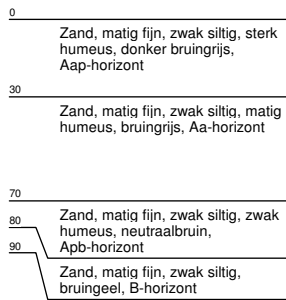 0
Zand, matig fijn, zwak siltig, sterk
humeus, donker bruingrijs,
Aap-horizont
30
Zand, matig fijn, zwak siltig, matig
humeus, bruingrijs, Aa-horizont
70
Zand, matig fijn, zwak siltig, zwak
80
humeus, neutraalbruin,
Apb-horizont
90
Zand, matig fijn, zwak siltig,
bruingeel, B-horizont